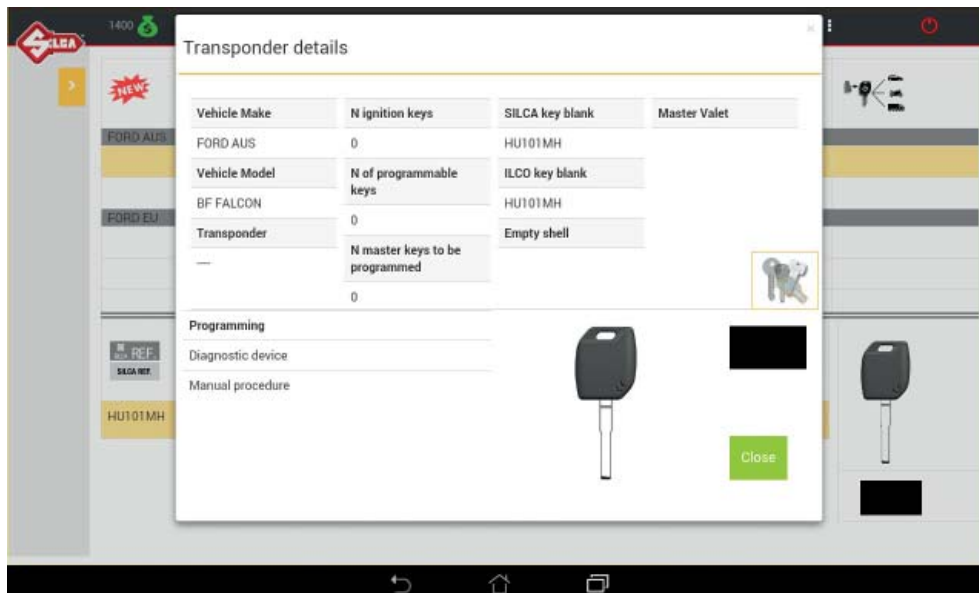 1400
SILCA
Transponder details
NEW
Vehicle Make
N ignition keys
SILCA key blank
Master Valet
FORD AUS
FORD AUS
0
HU101MH
Vehicle Model
N of programmable keys
ILCO key blank
BF FALCON
0
HU101MH
FORD EU
Transponder
N master keys to be programmed
Empty shell
—
0
Programming
Diagnostic device
Manual procedure
REF.
SILCA REF.
HU101MH
Close